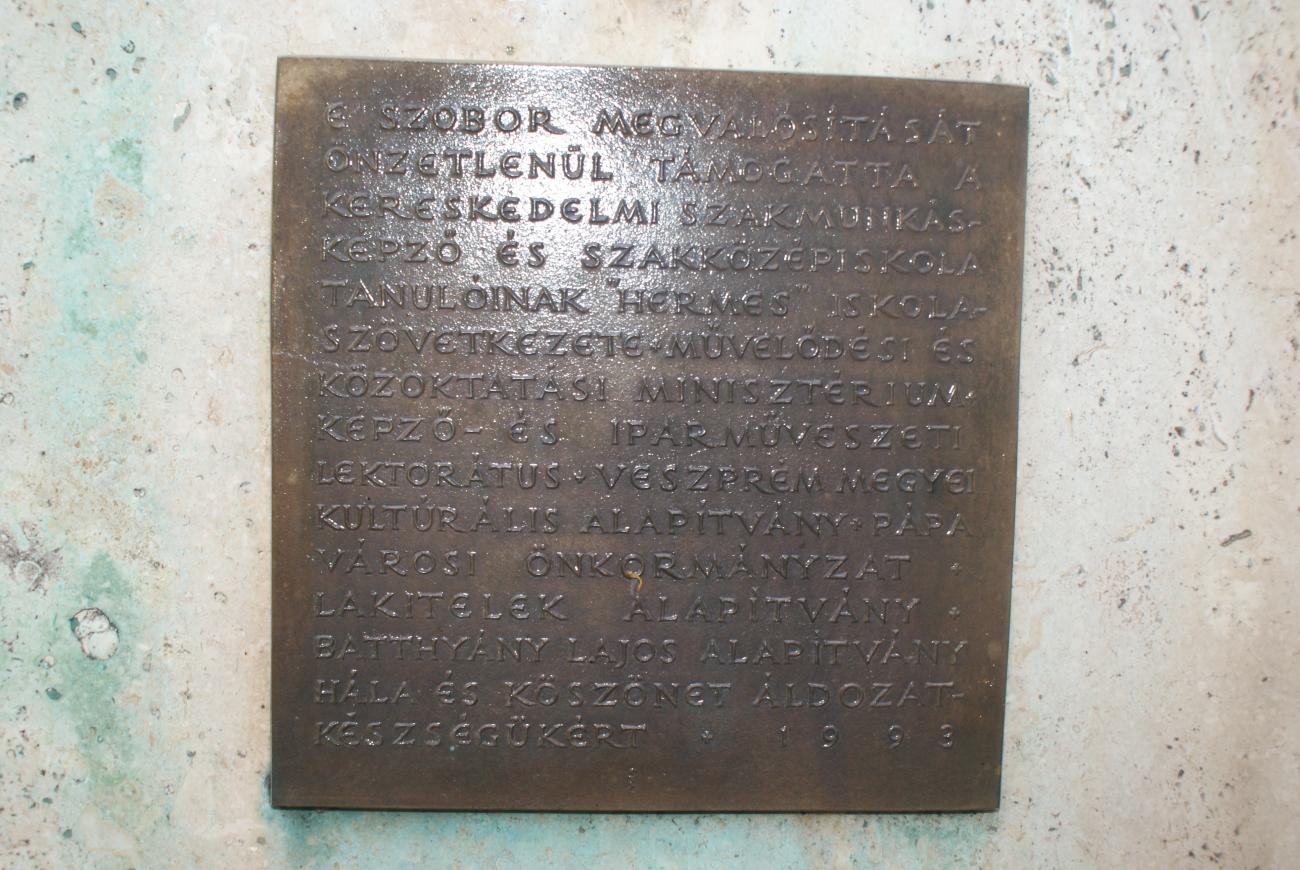 E SZOBOR MEGVALÓSÍTÁSÁT
ÖNZETLENÜL TÁMOGATTA A
KERESKEDELMI SZAKMUNKÁS-
KÉPZŐ ÉS SZAKKÖZÉPISKOLA
TANULÓINAK "HERMES" ISKOLA-
SZÖVETKEZETE·MŰVELŐDÉSI ÉS
KÖZOKTATÁSI MINISZTÉRIUM·
KÉPZŐ- ÉS IPARMŰVÉSZETI
LEKTORÁTUS·VESZPRÉM MEGYEI
KULTÚRÁLIS ALAPÍTVÁNY·PÁPA
VÁROSI ÖNKORMÁNYZAT ·
LAKITELEK ALAPÍTVÁNY ·
BATTHYÁNY LAJOS ALAPÍTVÁNY
HÁLA ÉS KÖSZÖNET ÁLDOZAT-
KÉSZSÉGÜKÉRT · 1993